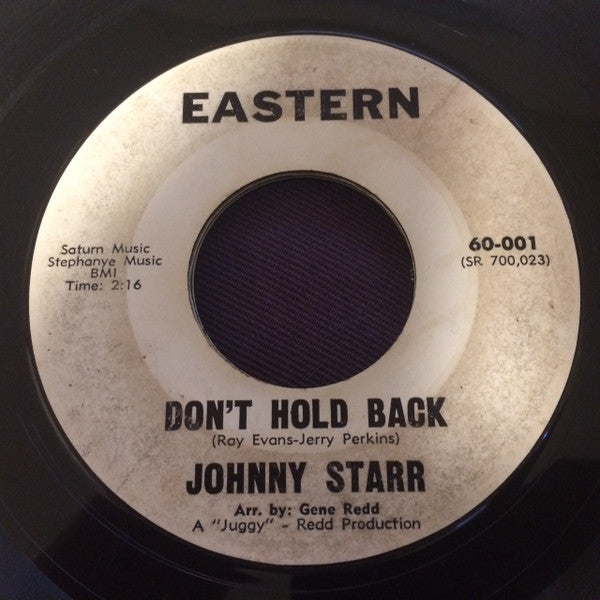 EASTERN
Saturn Music
Stephanye Music
BMI
Time: 2:16
60-001
(SR 700,023)
DON'T HOLD BACK
(Roy Evans-Jerry Perkins)
JOHNNY STARR
Arr. by: Gene Redd
A "Juggy" - Redd Production